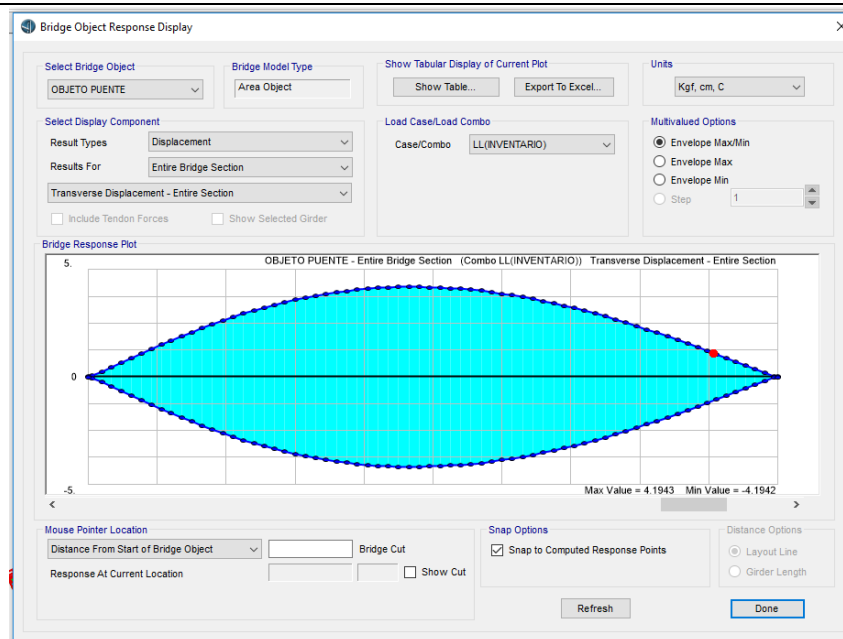 Bridge Object Response Display
Select Bridge Object
OBJETO PUENTE
Bridge Model Type
Area Object
Show Tabular Display of Current Plot
Show Table...
Export To Excel...
Units
Kgf, cm, C
Select Display Component
Result Types
Displacement
Results For
Entire Bridge Section
Transverse Displacement - Entire Section
Include Tendon Forces
Show Selected Girder
Load Case/Load Combo
Case/Combo
LL(INVENTARIO)
Multivalued Options
Envelope Max/Min
Envelope Max
Envelope Min
Step
1
Bridge Response Plot
5.
OBJETO PUENTE - Entire Bridge Section (Combo LL(INVENTARIO)) Transverse Displacement - Entire Section
0
-5.
Max Value = 4.1943 Min Value = -4.1942
Mouse Pointer Location
Distance From Start of Bridge Object
Bridge Cut
Response At Current Location
Show Cut
Snap Options
Snap to Computed Response Points
Distance Options
Layout Line
Girder Length
Refresh
Done